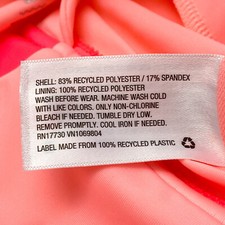 SHELL: 83% RECYCLED POLYESTER / 17% SPANDEX
LINING: 100% RECYCLED POLYESTER
WASH BEFORE WEAR. MACHINE WASH COLD
WITH LIKE COLORS. ONLY NON-CHLORINE
BLEACH IF NEEDED. TUMBLE DRY LOW.
REMOVE PROMPTLY. COOL IRON IF NEEDED.
RN17730 VN1069804
LABEL MADE FROM 100% RECYCLED PLASTIC